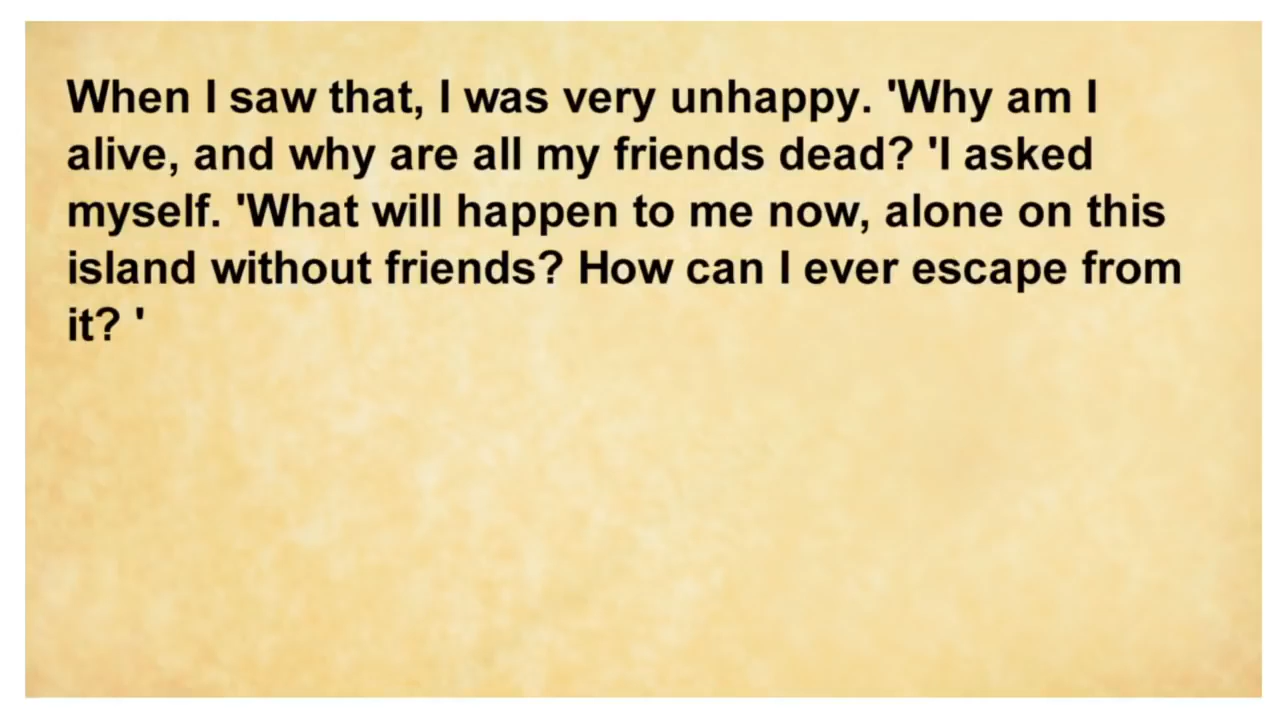 When I saw that, I was very unhappy. 'Why am I
alive, and why are all my friends dead? 'I asked
myself. 'What will happen to me now, alone on this
island without friends? How can I ever escape from
it? '